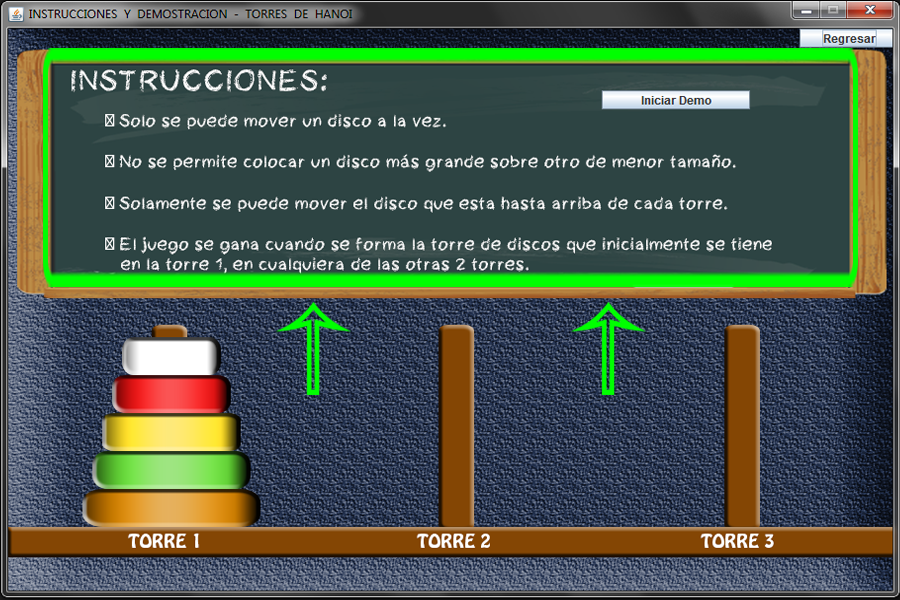 INSTRUCCIONES Y DEMOSTRACION - TORRES DE HANOI
Regresar
INSTRUCCIONES:
Iniciar Demo
Solo se puede mover un disco a la vez.
No se permite colocar un disco más grande sobre otro de menor tamaño.
Solamente se puede mover el disco que esta hasta arriba de cada torre.
El juego se gana cuando se forma la torre de discos que inicialmente se tiene
en la torre 1, en cualquiera de las otras 2 torres.
TORRE 1
TORRE 2
TORRE 3